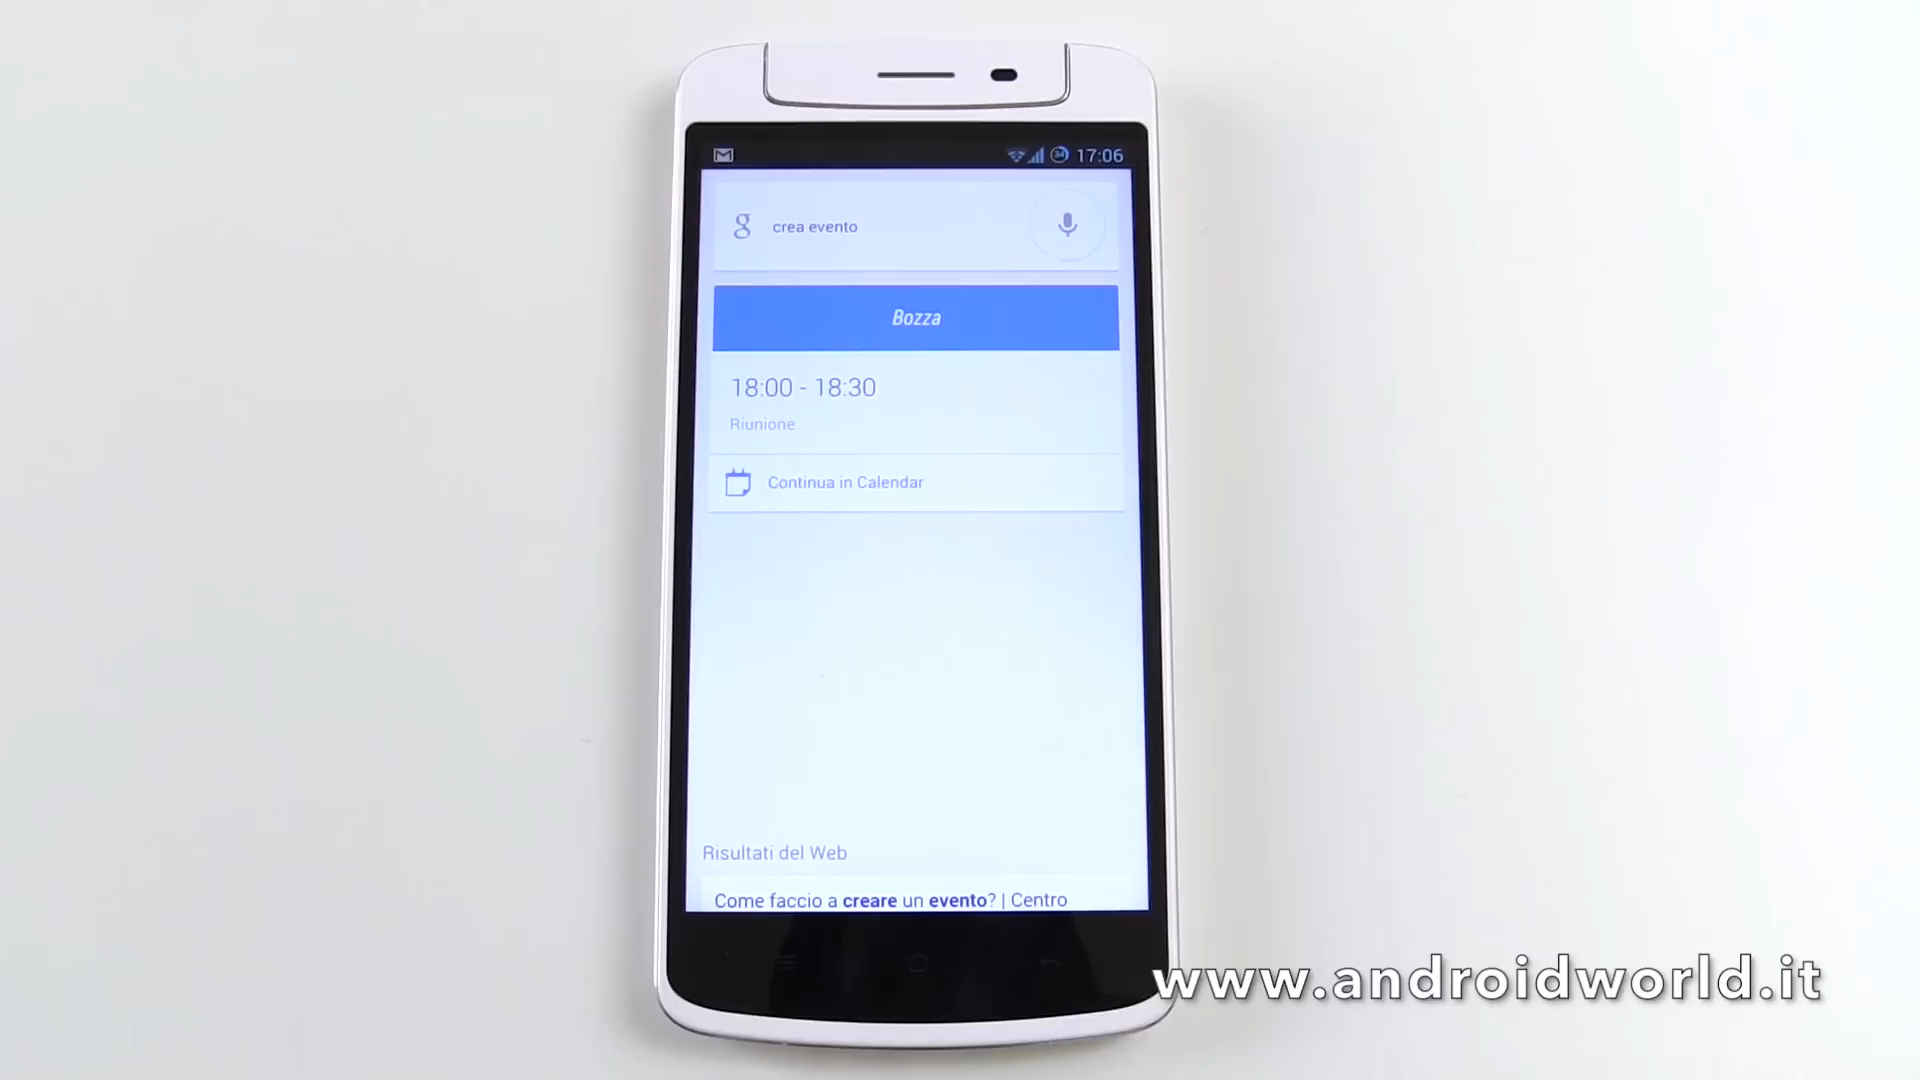 34 17:06
g crea evento
Bozza
18:00 - 18:30
Riunione
Continua in Calendar
Risultati del Web
Come faccio a creare un evento? | Centro
www.androidworld.it